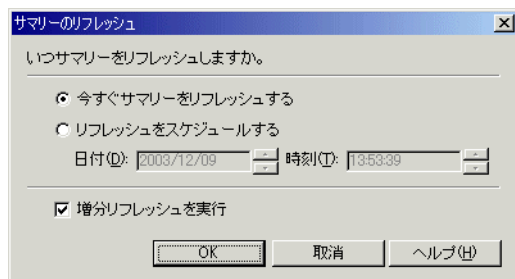 サマリーのリフレッシュ
いつサマリーをリフレッシュしますか。
今すぐサマリーをリフレッシュする
リフレッシュをスケジュールする
日付(D): 2003/12/09 時刻(T): 13:53:39
増分リフレッシュを実行
OK 取消 ヘルプ(H)